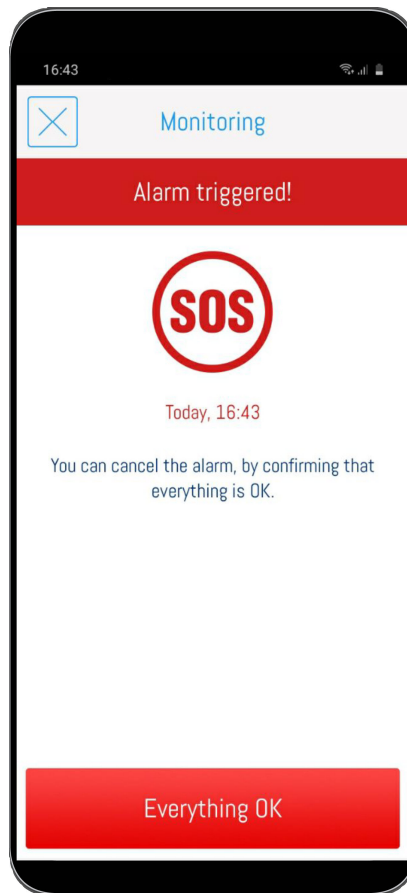 16:43
Monitoring
Alarm triggered!
SOS
Today, 16:43
You can cancel the alarm, by confirming that
everything is OK.
Everything OK